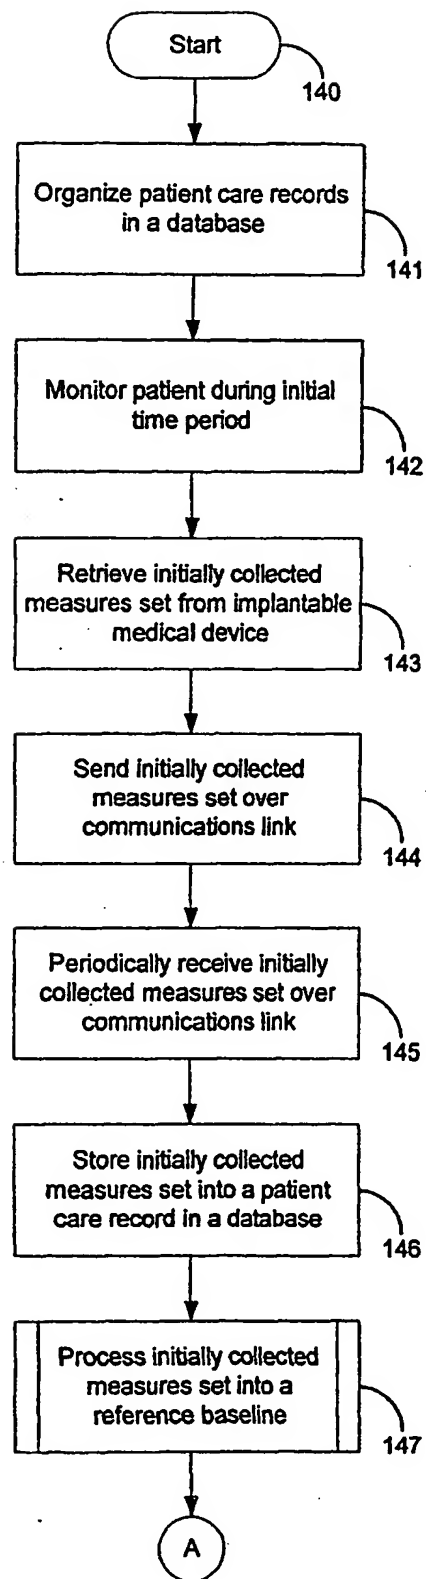 Start
140
Organize patient care records
in a database
141
Monitor patient during initial
time period
142
Retrieve initially collected
measures set from implantable
medical device
143
Send initially collected
measures set over
communications link
144
Periodically receive initially
collected measures set over
communications link
145
Store initially collected
measures set into a patient
care record in a database
146
Process initially collected
measures set into a
reference baseline
147
A